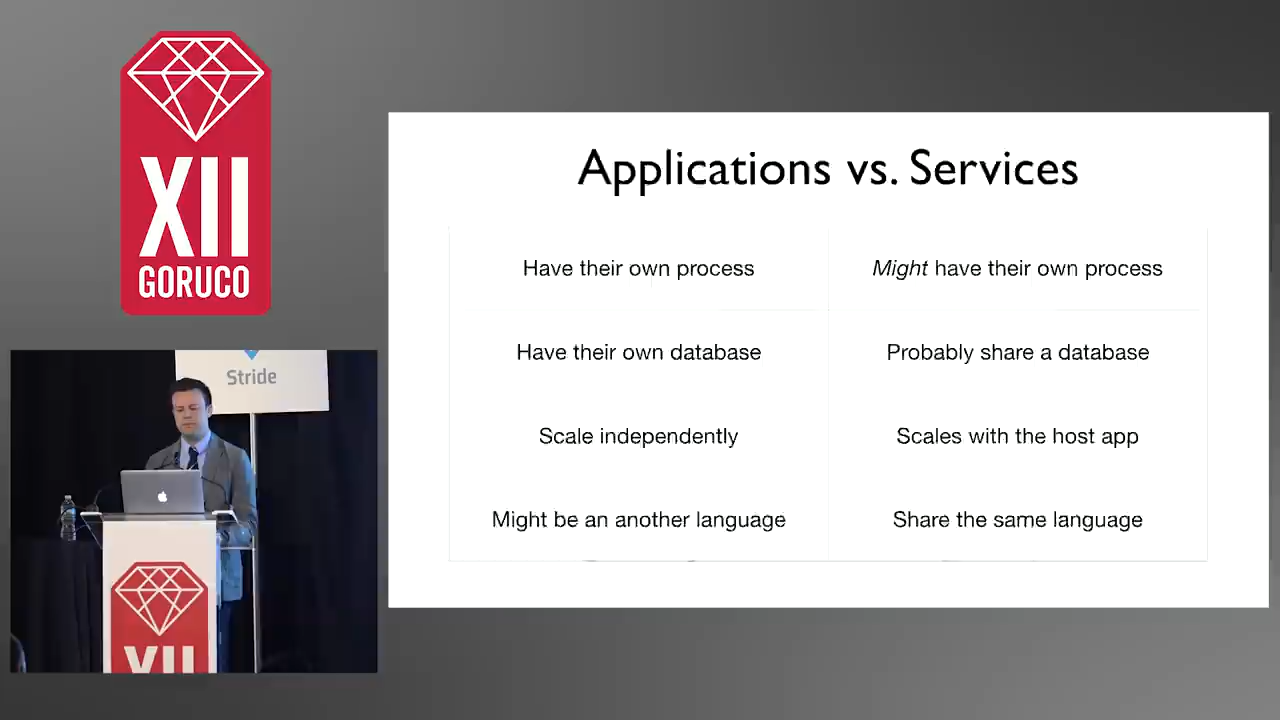 XII
GORUCO
Applications vs. Services
Have their own process
Might have their own process
Have their own database
Probably share a database
Scale independently
Scales with the host app
Might be an another language
Share the same language
Stride
XII